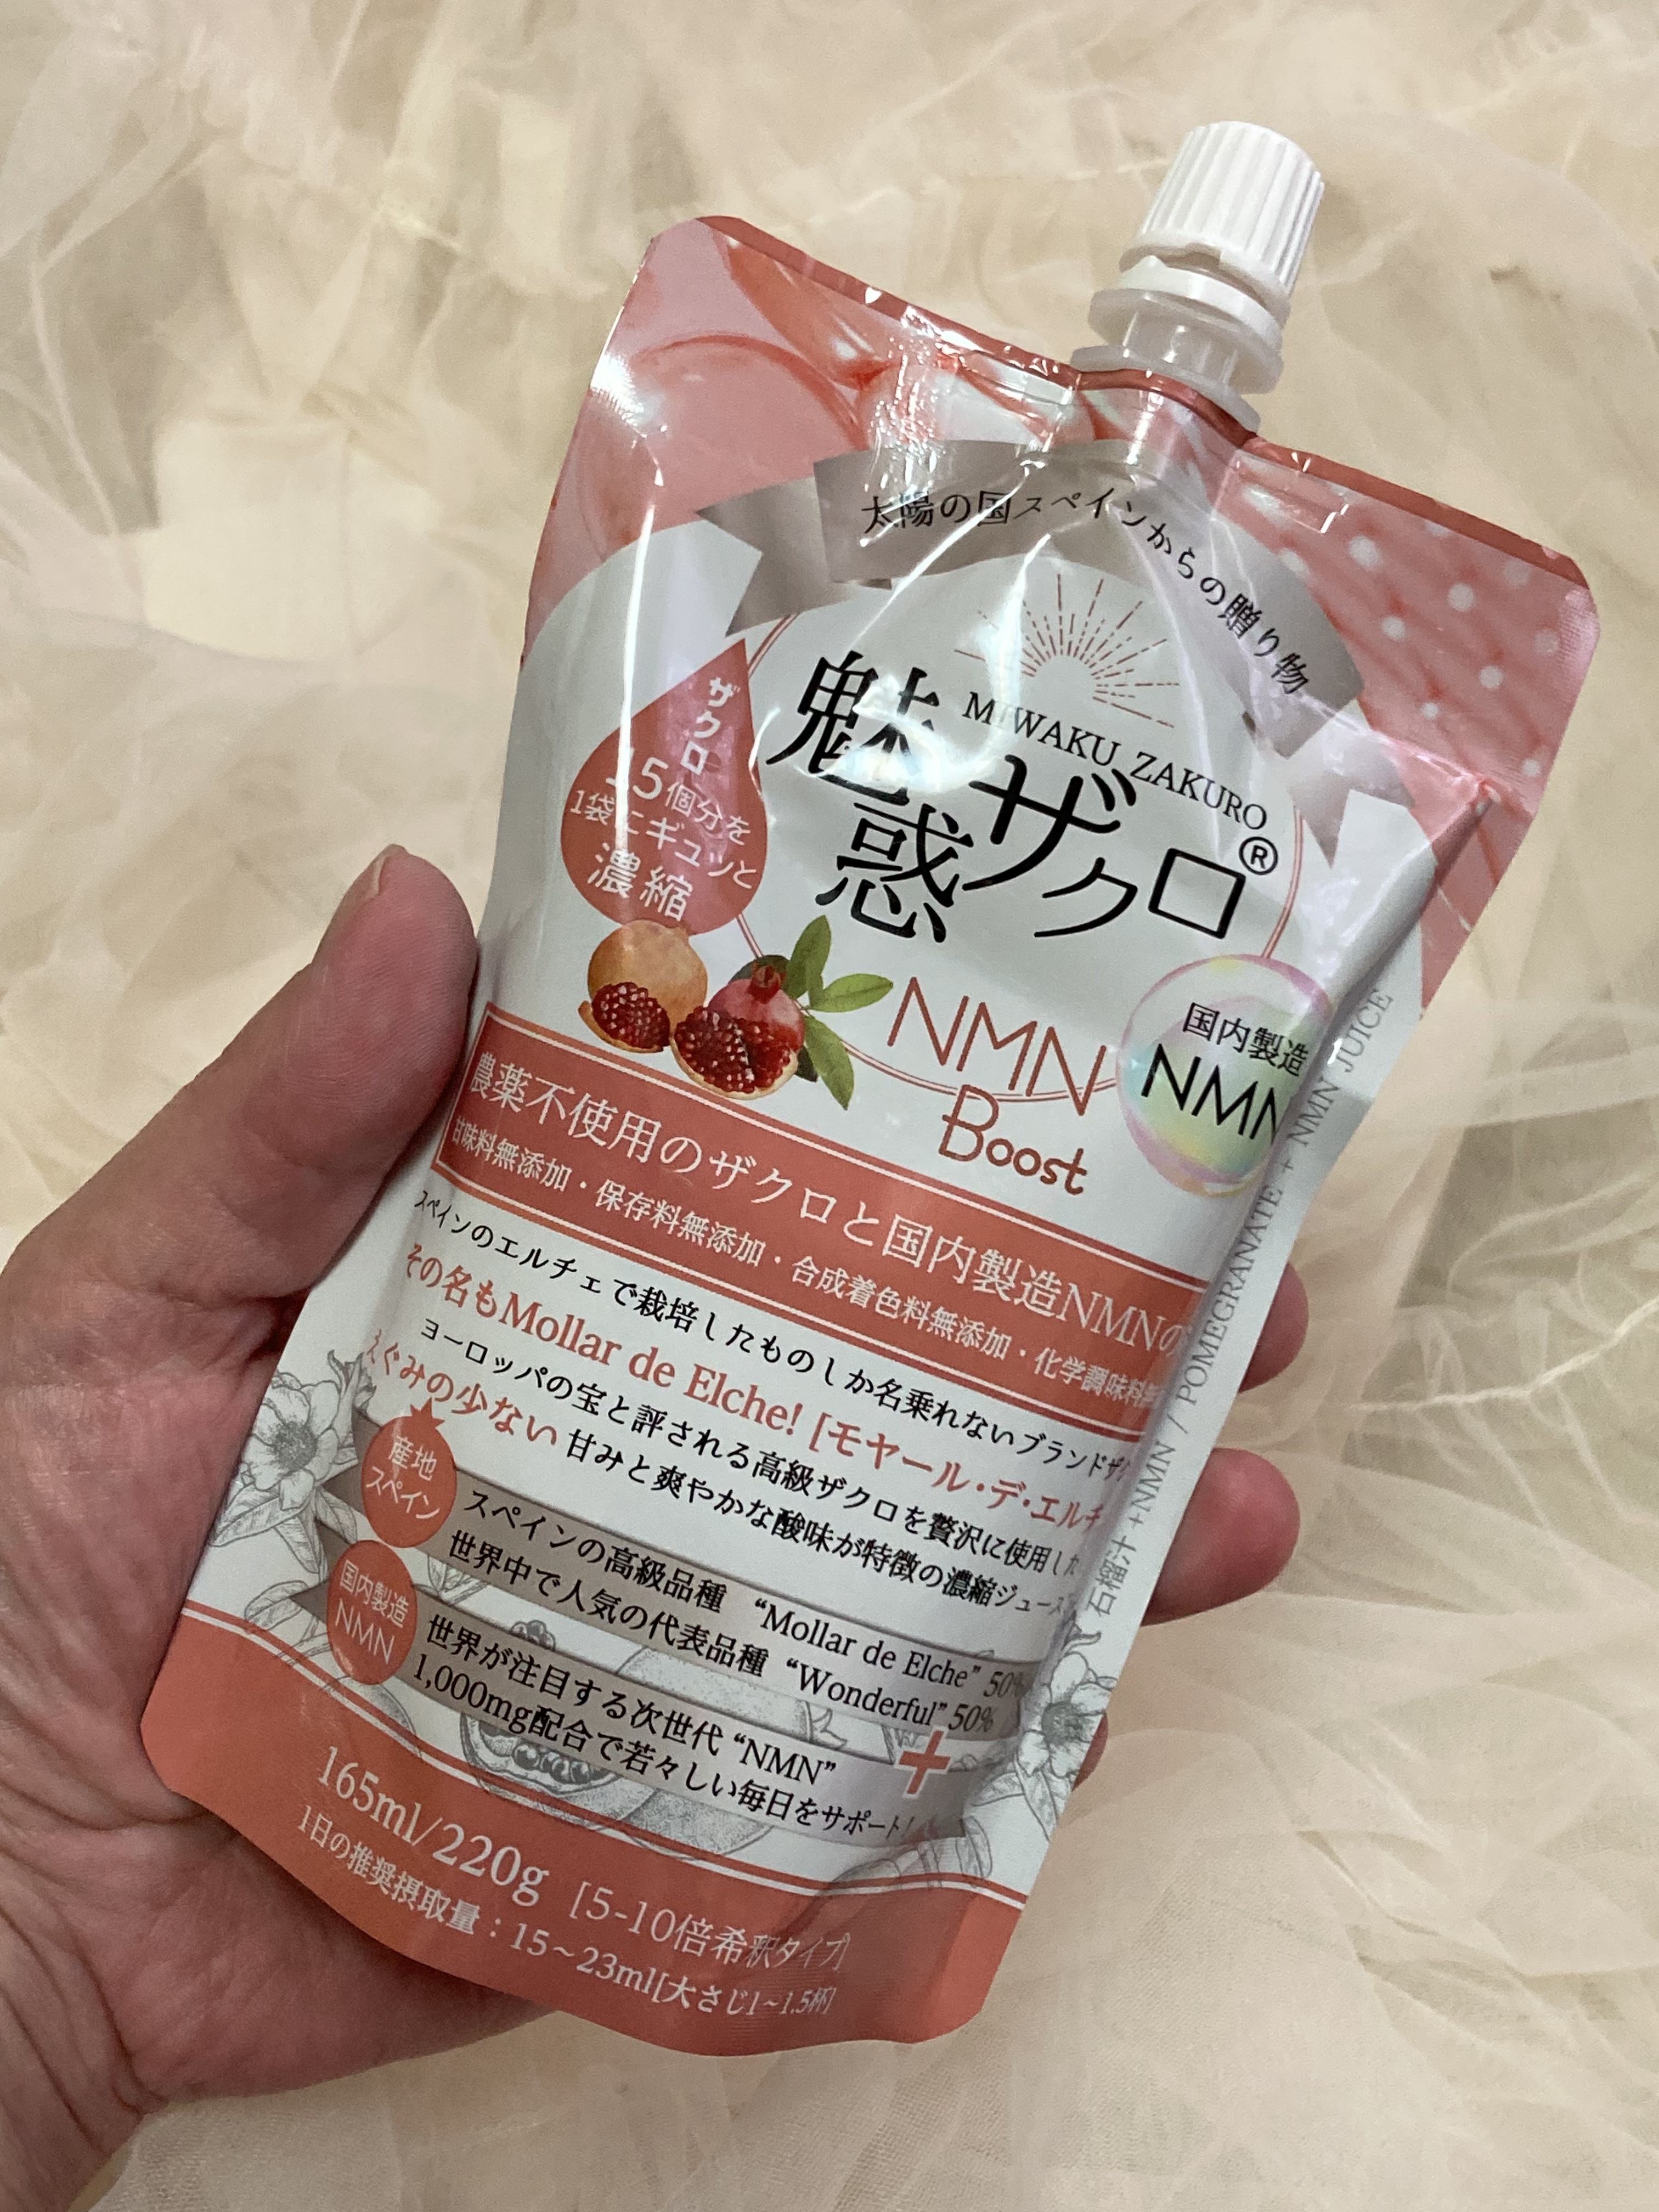 太陽の国スペインからの贈り物
MIWAKU ZAKURO
魅惑ザクロ®
ザクロ
15個分を
1袋にギュッと
濃縮
NMN
Boost
国内製造
NMN
農薬不使用のザクロと国内製造NMNの
甘味料無添加・保存料無添加・合成着色料無添加・化学調味料
スペインのエルチェで栽培したものしか名乗れないブランドザ
その名もMollar de Elche! [モヤール・デ・エルチ
ヨーロッパの宝と評される高級ザクロを贅沢に使用した
えぐみの少ない 甘みと爽やかな酸味が特徴の濃縮ジュース
産地
スペイン
スペインの高級品種 “Mollar de Elche” 50%
世界中で人気の代表品種 “Wonderful” 50%
+
国内製造
NMN
世界が注目する次世代 “NMN”
1,000mg配合で若々しい毎日をサポート!
165ml/220g [5-10倍希釈タイプ]
1日の推奨摂取量：15~23ml[大さじ1~1.5杯]
石榴汁+NMN / POMEGRANATE + NMN JUICE